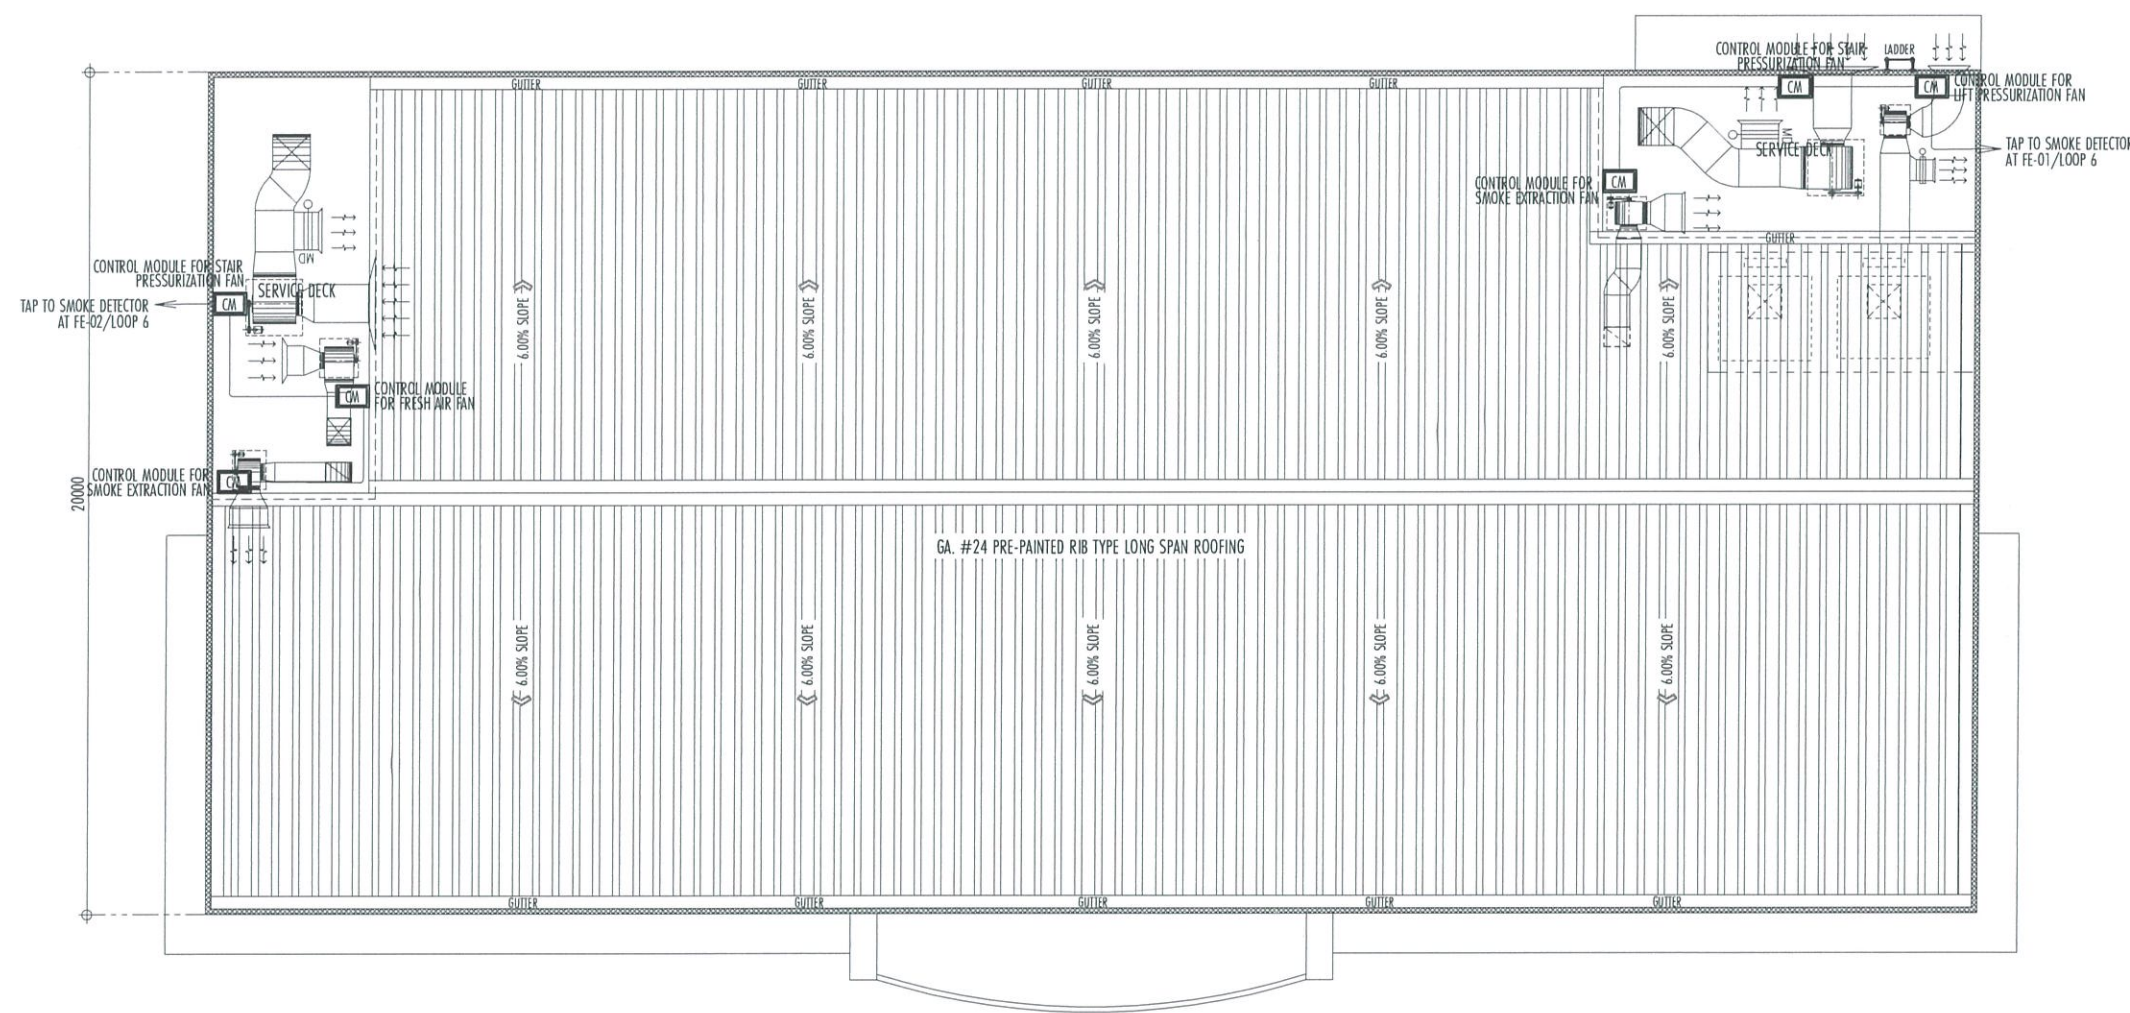 CONTROL MODULE FOR STAIR
PRESSURIZATION FAN
LADDER
GUTTER
GUTTER
GUTTER
GUTTER
CM
CM
CONTROL MODULE FOR
LIFT PRESSURIZATION FAN
MD
SERVICE DECK
TAP TO SMOKE DETECTOR
AT FE-01/LOOP 6
CONTROL MODULE FOR
SMOKE EXTRACTION FAN
CM
GUTTER
MD
CONTROL MODULE FOR STAIR
PRESSURIZATION FAN
SERVICE DECK
CM
TAP TO SMOKE DETECTOR
AT FE-02/LOOP 6
6.00% SLOPE
6.00% SLOPE
6.00% SLOPE
6.00% SLOPE
6.00% SLOPE
CM
CONTROL MODULE
FOR FRESH AIR FAN
CONTROL MODULE FOR
SMOKE EXTRACTION FAN
CM
20000
GA. #24 PRE-PAINTED RIB TYPE LONG SPAN ROOFING
6.00% SLOPE
6.00% SLOPE
6.00% SLOPE
6.00% SLOPE
6.00% SLOPE
GUTTER
GUTTER
GUTTER
GUTTER
GUTTER